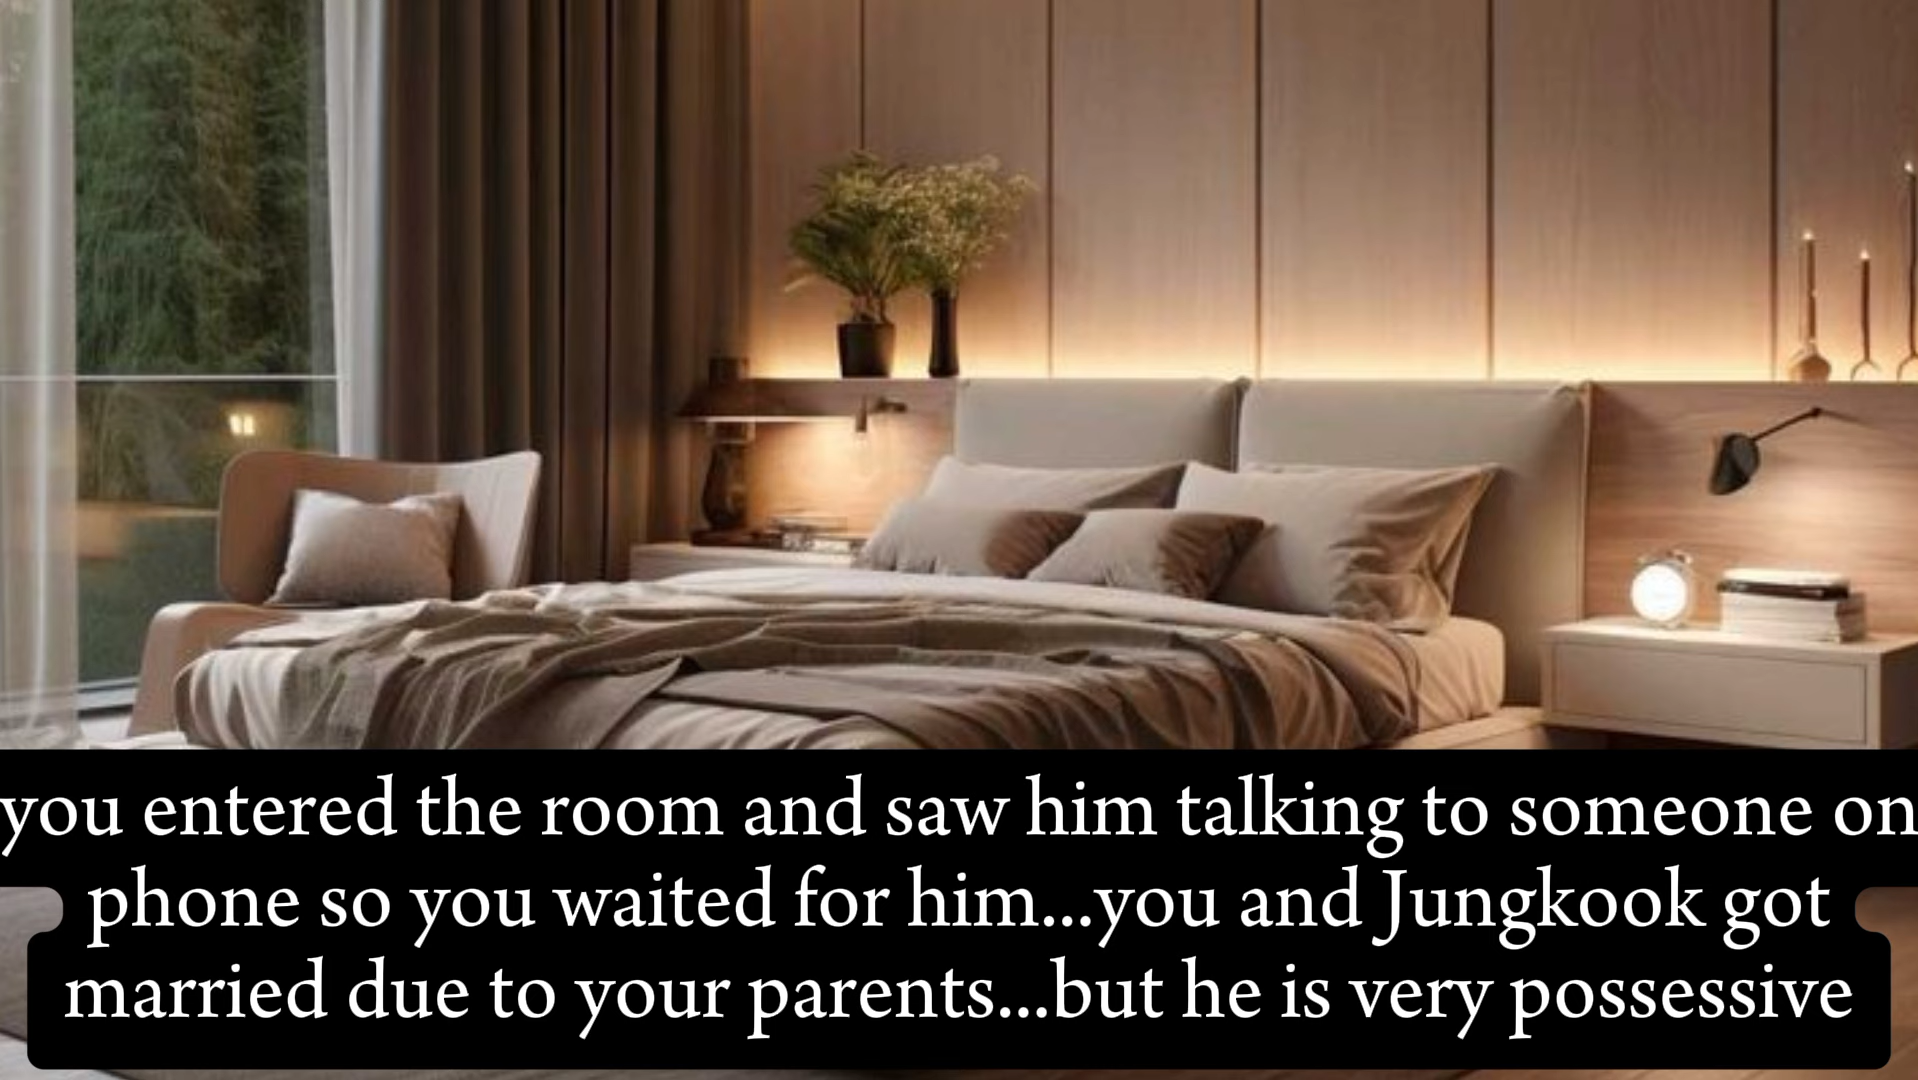 you entered the room and saw him talking to someone on
phone so you waited for him...you and Jungkook got
married due to your parents...but he is very possessive